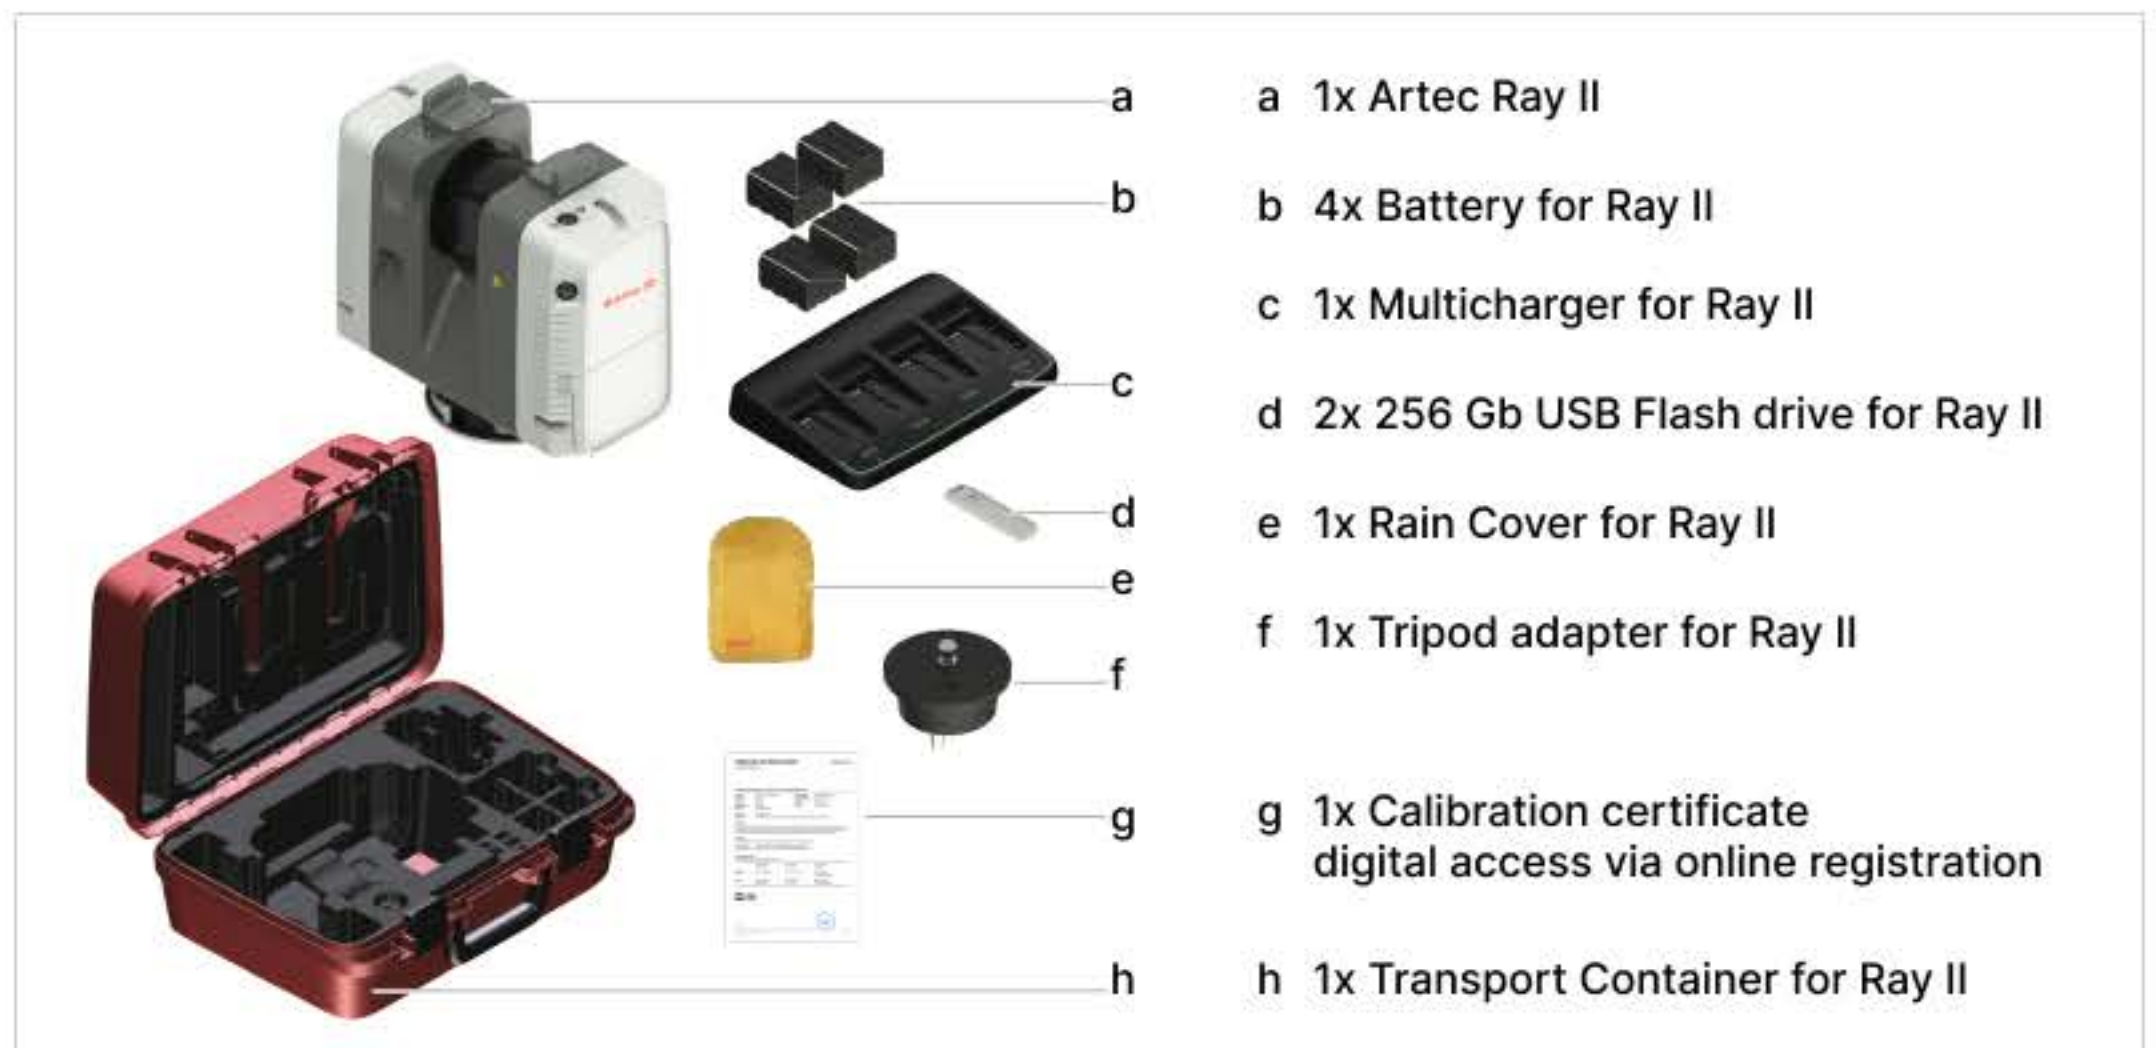 a
b
c
d
e
f
g
h
a 1x Artec Ray II
b 4x Battery for Ray II
c 1x Multicharger for Ray II
d 2x 256 Gb USB Flash drive for Ray II
e 1x Rain Cover for Ray II
f 1x Tripod adapter for Ray II
g 1x Calibration certificate
digital access via online registration
h 1x Transport Container for Ray II